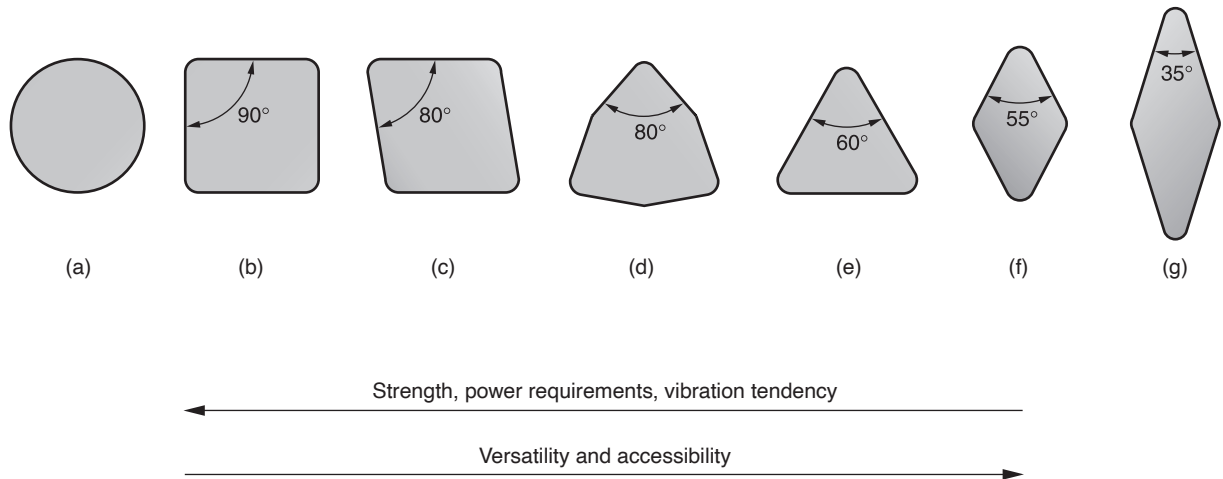 90°
80°
80°
60°
55°
35°
(a)
(b)
(c)
(d)
(e)
(f)
(g)
Strength, power requirements, vibration tendency
Versatility and accessibility